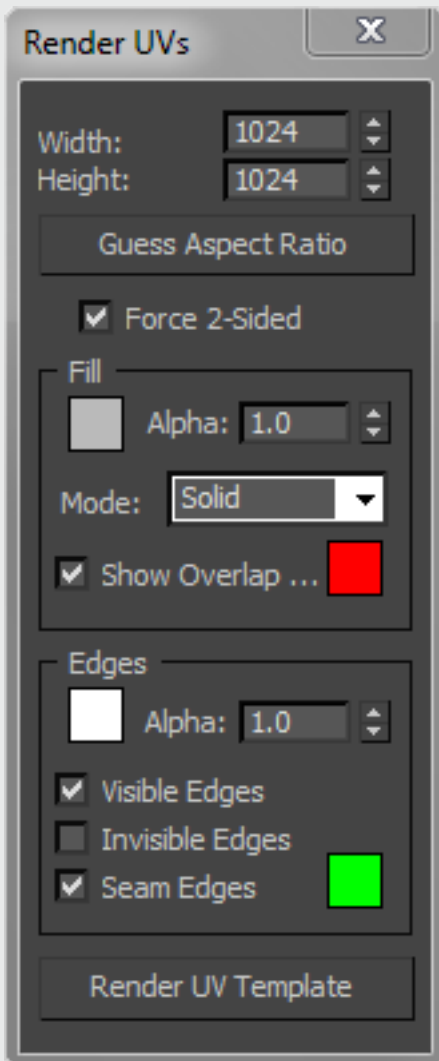 Render UVs
Width: 1024
Height: 1024
Guess Aspect Ratio
Force 2-Sided
Fill
Alpha: 1.0
Mode: Solid
Show Overlap ...
Edges
Alpha: 1.0
Visible Edges
Invisible Edges
Seam Edges
Render UV Template